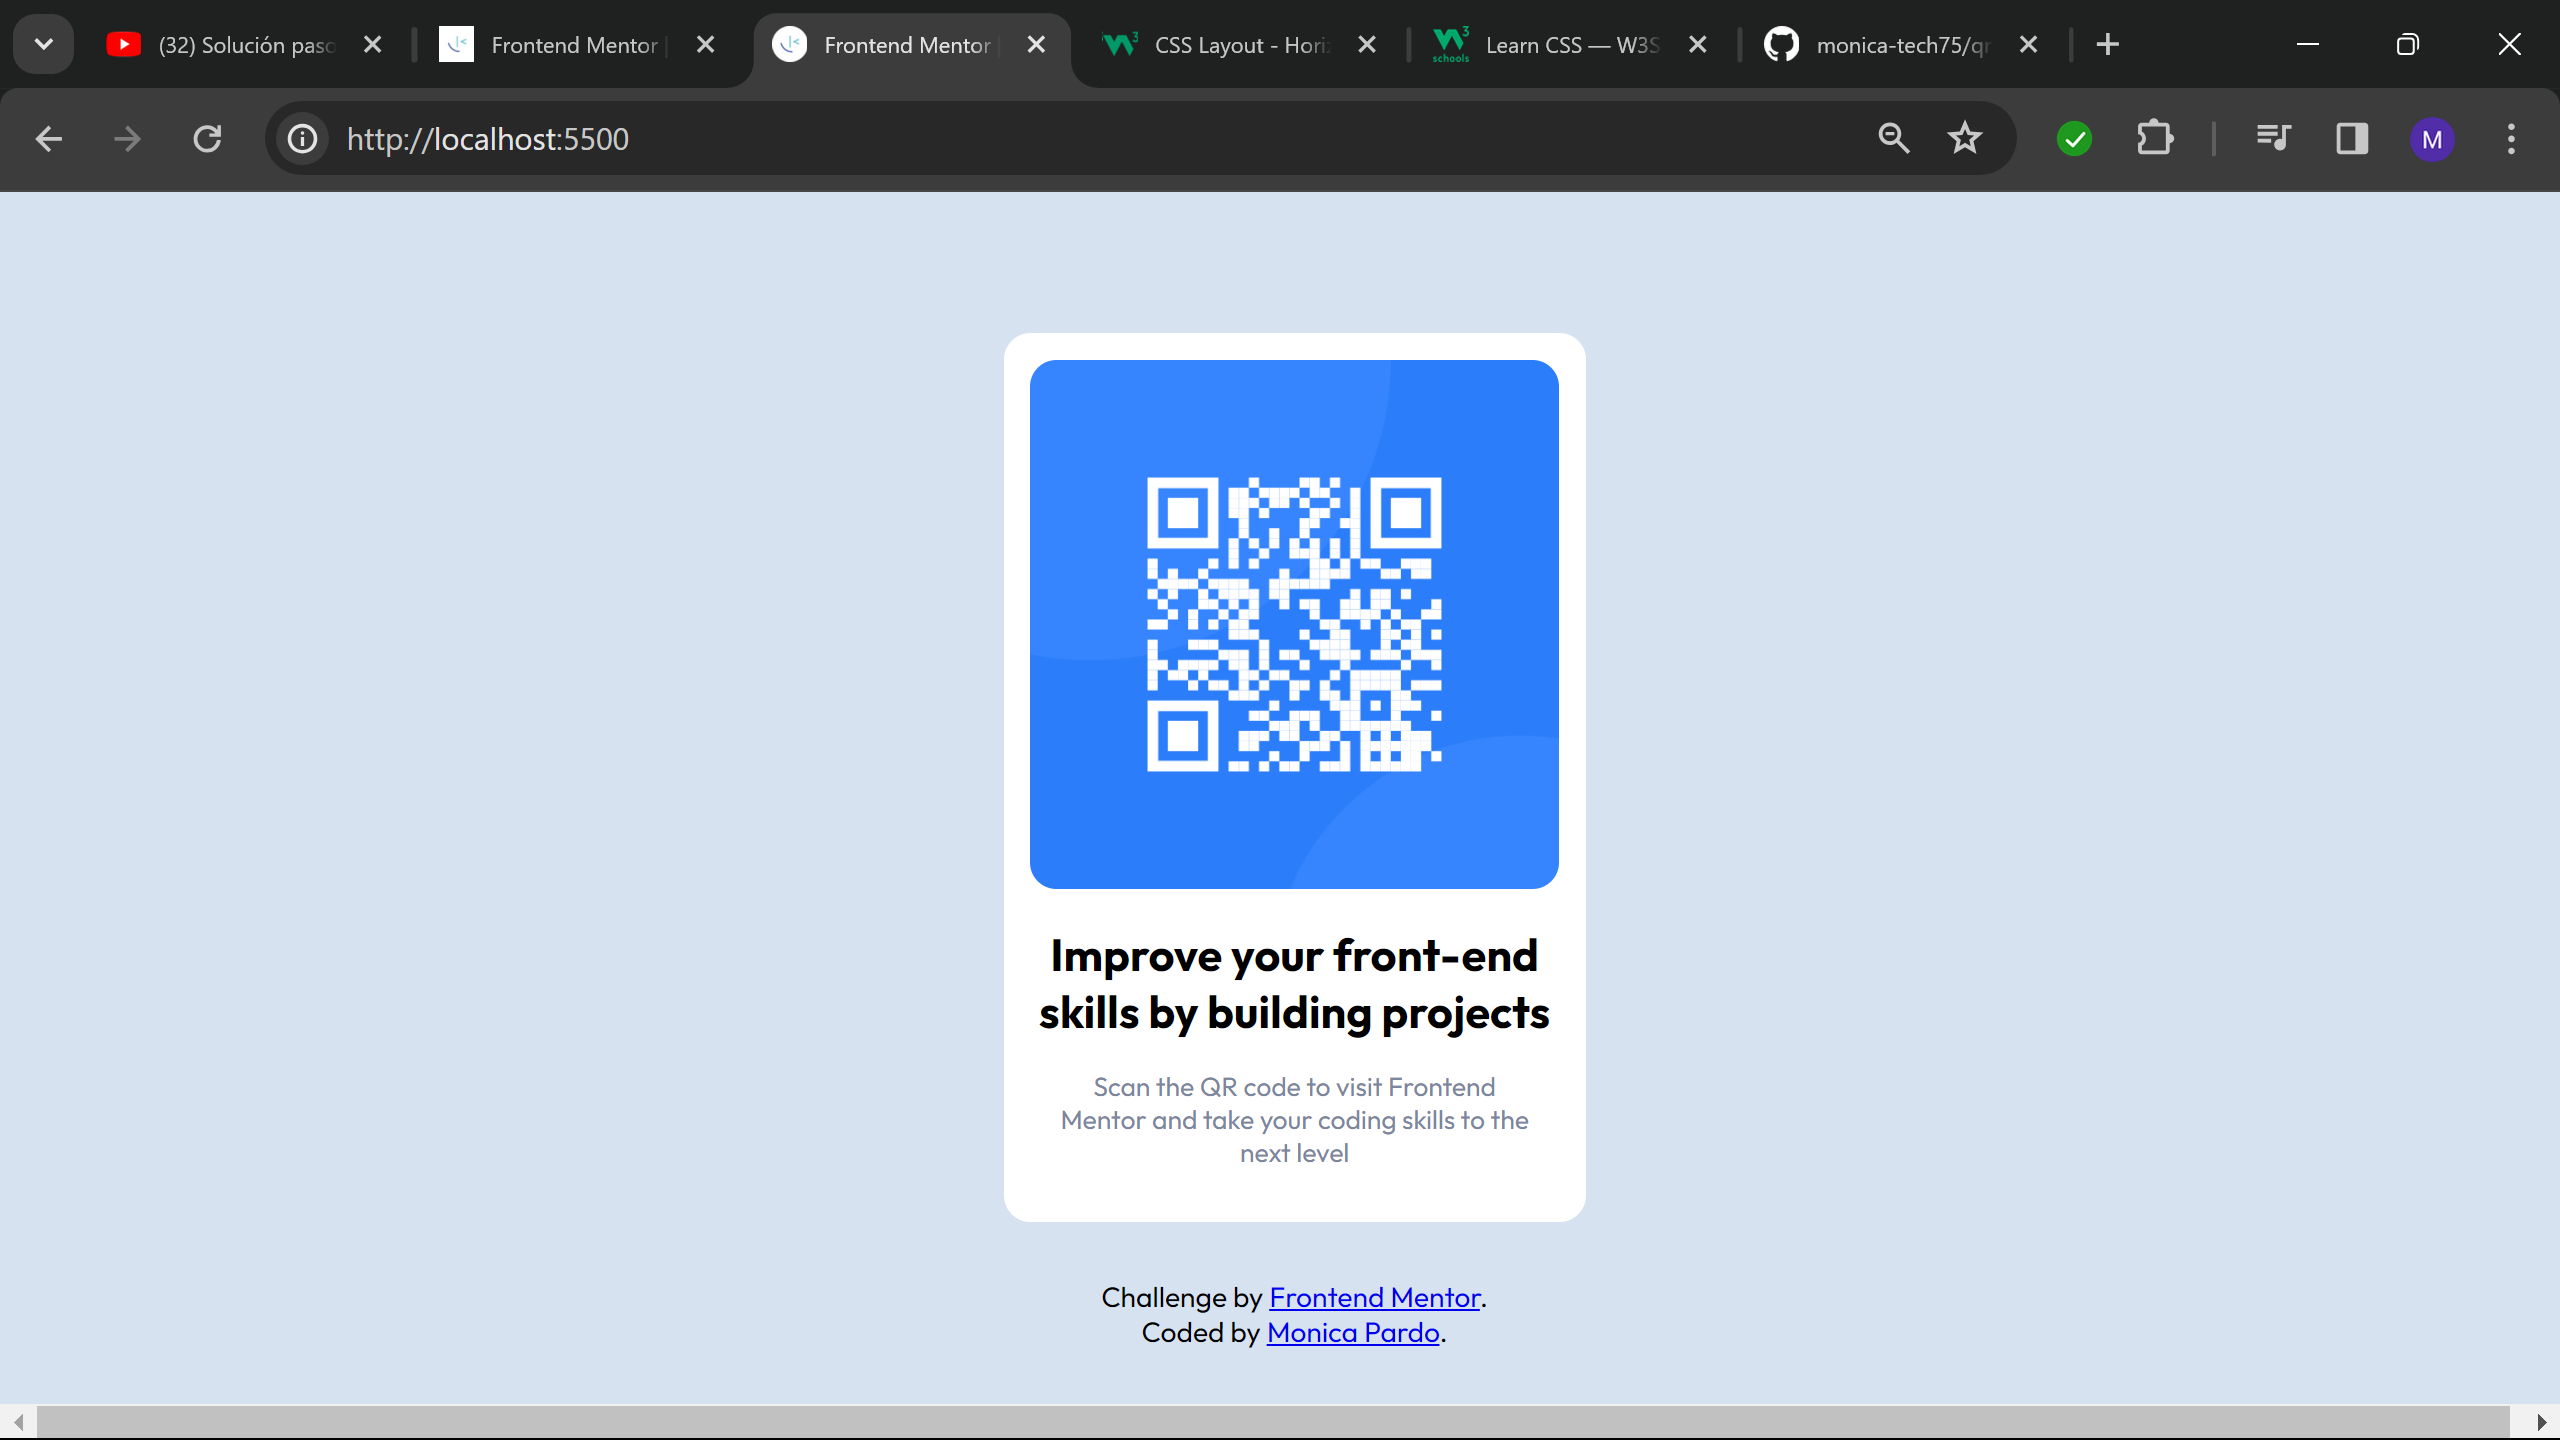 (32) Solución paso
Frontend Mentor |
Frontend Mentor |
CSS Layout - Hori
Learn CSS — W3S
schools
monica-tech75/qr
http://localhost:5500
M
Improve your front-end
skills by building projects
Scan the QR code to visit Frontend
Mentor and take your coding skills to the
next level
Challenge by Frontend Mentor.
Coded by Monica Pardo.